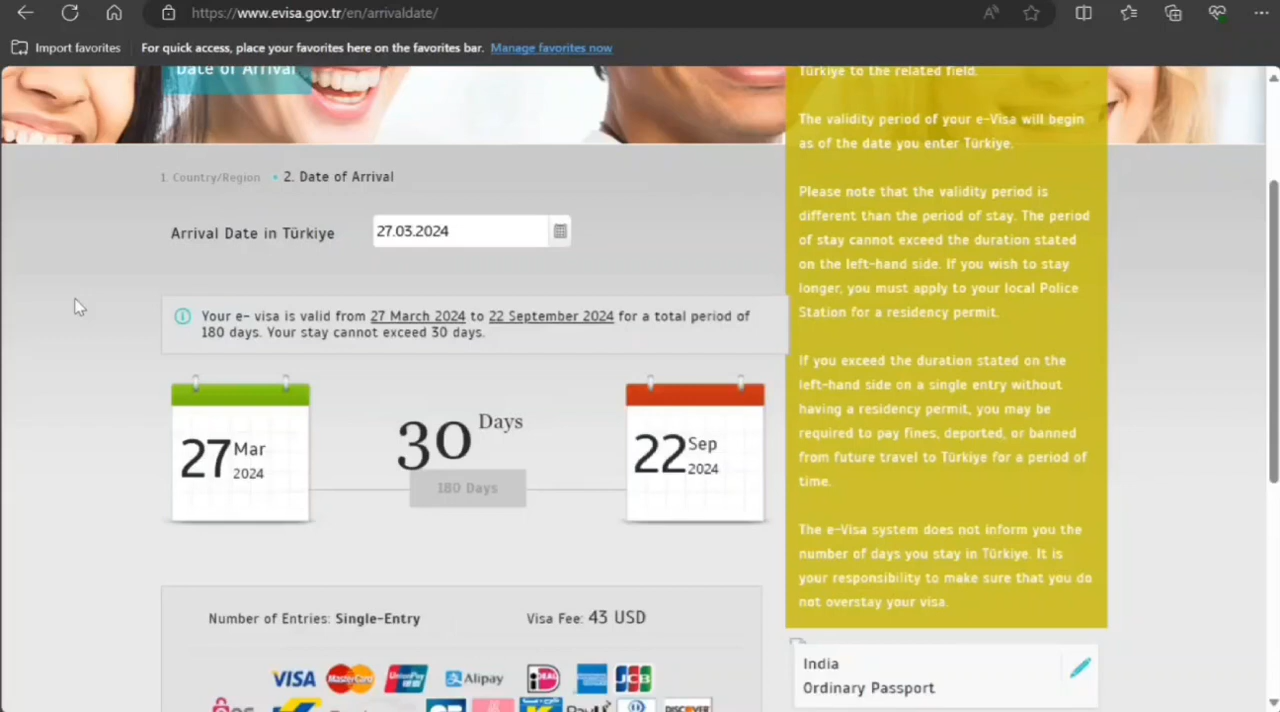 https://www.evisa.gov.tr/en/arrivaldate/
Import favorites
For quick access, place your favorites here on the favorites bar. Manage favorites now
Date of Arrival
1. Country/Region • 2. Date of Arrival
Arrival Date in Türkiye
27.03.2024
Your e- visa is valid from 27 March 2024 to 22 September 2024 for a total period of
180 days. Your stay cannot exceed 30 days.
27 Mar
2024
30 Days
180 Days
22 Sep
2024
Number of Entries: Single-Entry
Visa Fee: 43 USD
VISA MasterCard UnionPay Alipay iDEAL JCB
PayU DISCOVER
Türkiye to the related field.
The validity period of your e-Visa will begin
as of the date you enter Türkiye.
Please note that the validity period is
different than the period of stay. The period
of stay cannot exceed the duration stated
on the left-hand side. If you wish to stay
longer, you must apply to your local Police
Station for a residency permit.
If you exceed the duration stated on the
left-hand side on a single entry without
having a residency permit, you may be
required to pay fines, deported, or banned
from future travel to Türkiye for a period of
time.
The e-Visa system does not inform you the
number of days you stay in Türkiye. It is
your responsibility to make sure that you do
not overstay your visa.
India
Ordinary Passport